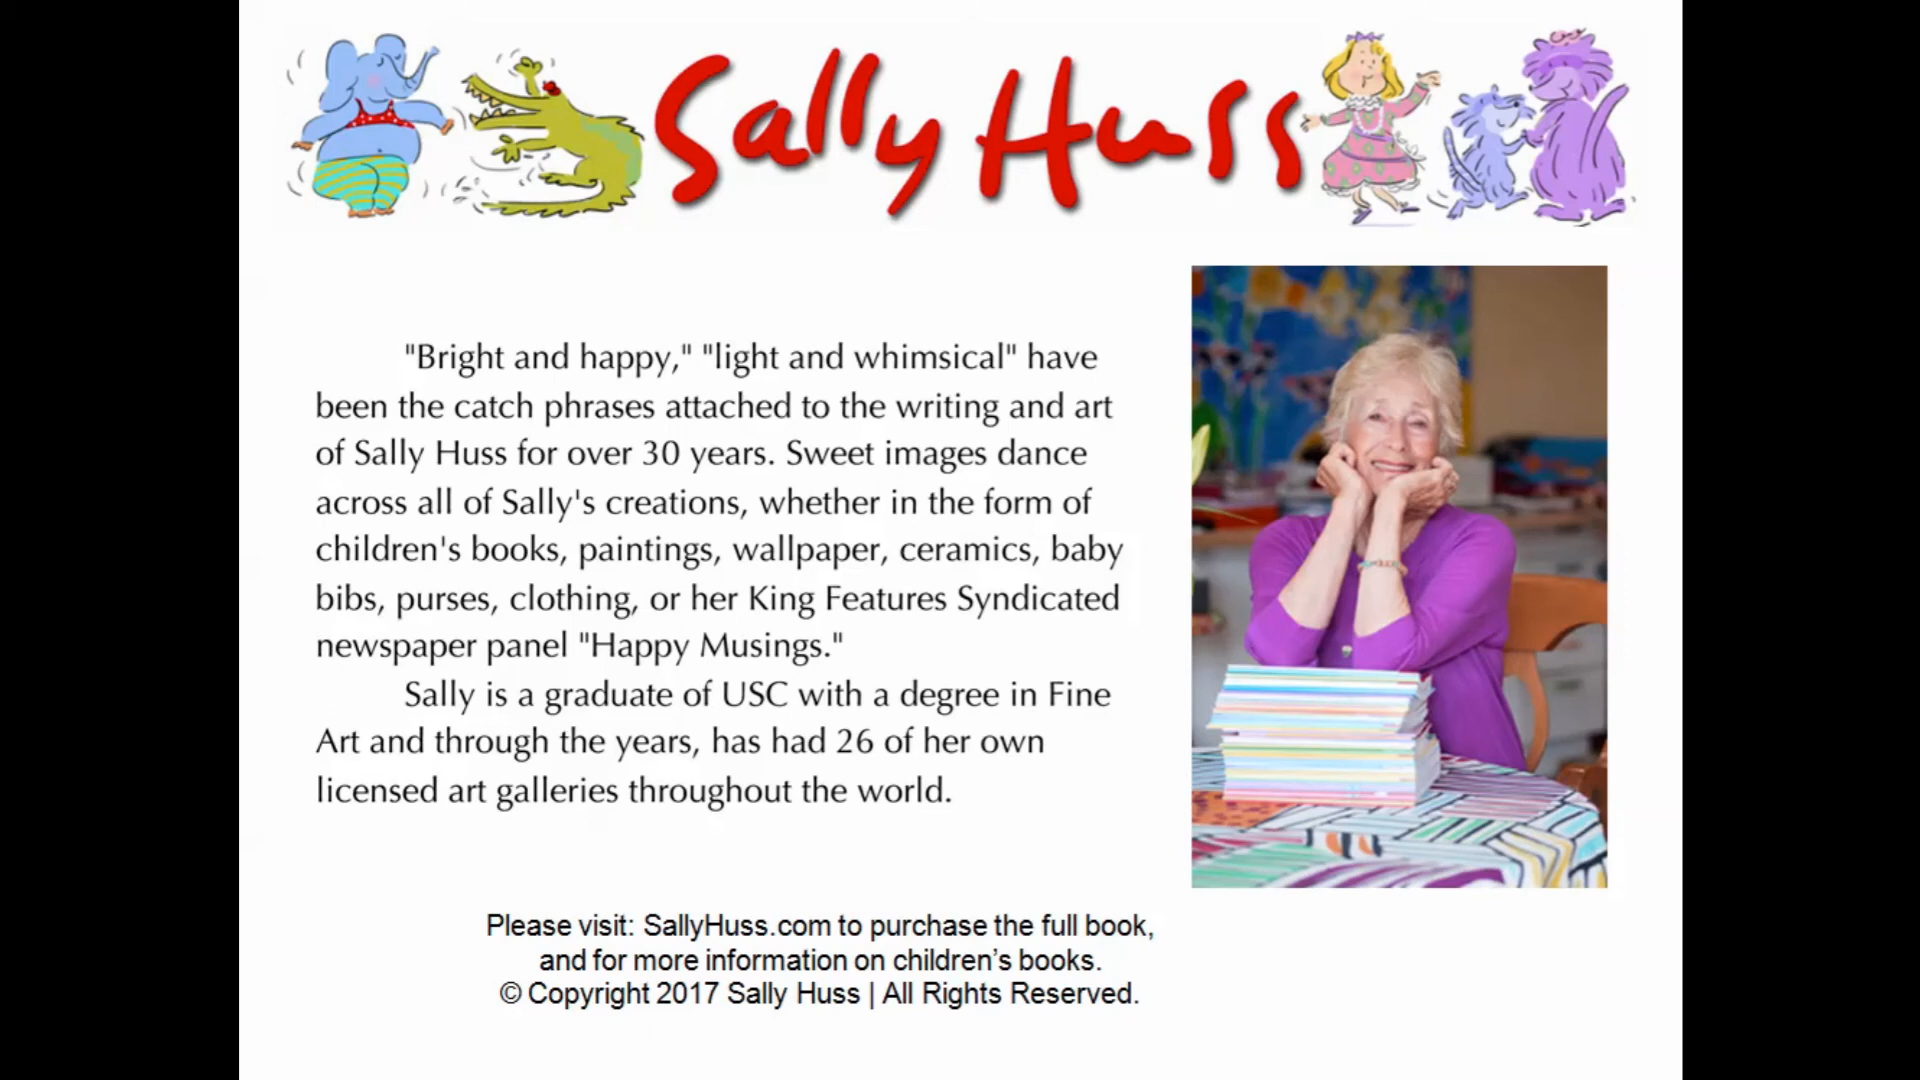 Sally Huss
"Bright and happy," "light and whimsical" have
been the catch phrases attached to the writing and art
of Sally Huss for over 30 years. Sweet images dance
across all of Sally's creations, whether in the form of
children's books, paintings, wallpaper, ceramics, baby
bibs, purses, clothing, or her King Features Syndicated
newspaper panel "Happy Musings."
Sally is a graduate of USC with a degree in Fine
Art and through the years, has had 26 of her own
licensed art galleries throughout the world.
Please visit: SallyHuss.com to purchase the full book,
and for more information on children’s books.
© Copyright 2017 Sally Huss | All Rights Reserved.